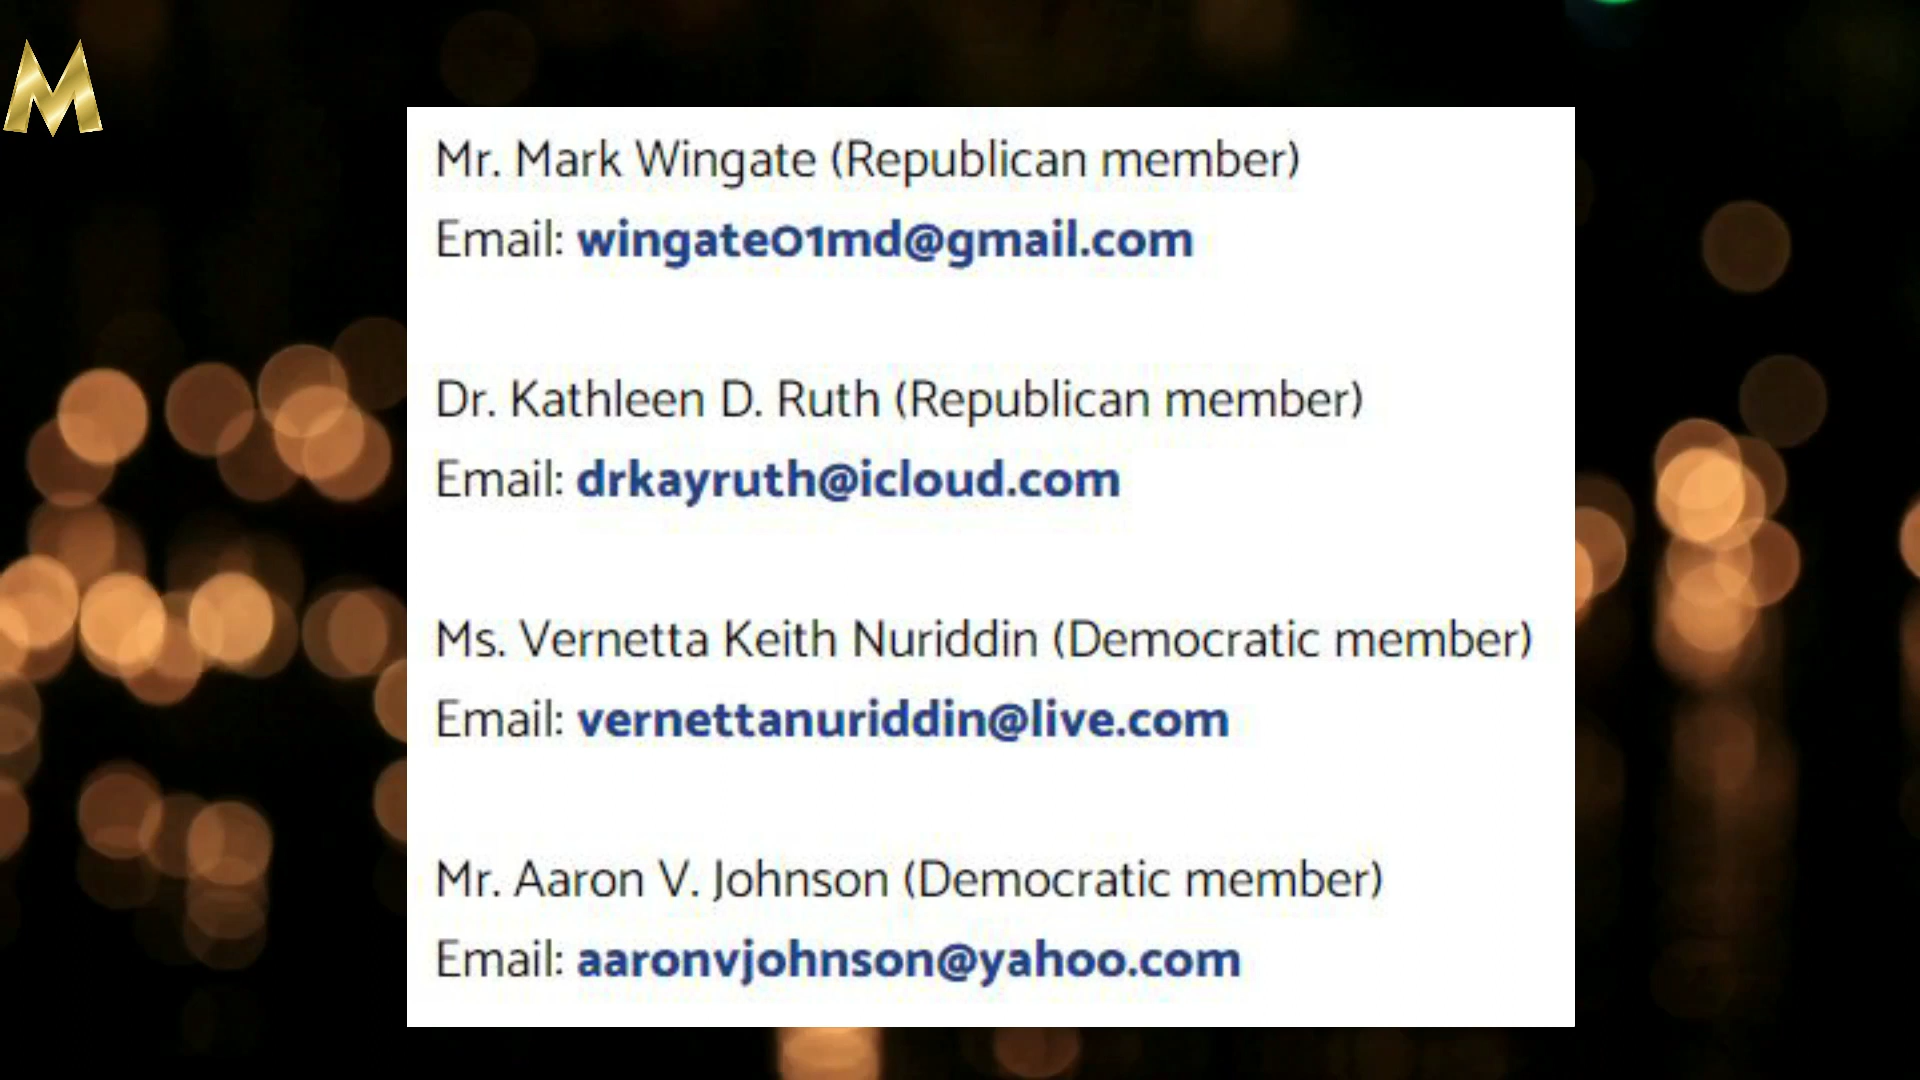 M
Mr. Mark Wingate (Republican member)
Email: wingate01md@gmail.com
Dr. Kathleen D. Ruth (Republican member)
Email: drkayruth@icloud.com
Ms. Vernetta Keith Nuriddin (Democratic member)
Email: vernettanuriddin@live.com
Mr. Aaron V. Johnson (Democratic member)
Email: aaronvjohnson@yahoo.com